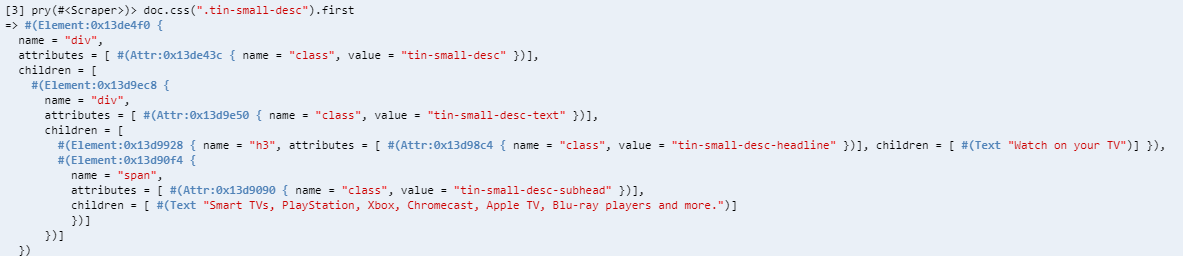 [3] pry(#<Scraper>)> doc.css(".tin-small-desc").first
=> #(Element:0x13de4f0 {
  name = "div",
  attributes = [ #(Attr:0x13de43c { name = "class", value = "tin-small-desc" })],
  children = [
    #(Element:0x13d9ec8 {
      name = "div",
      attributes = [ #(Attr:0x13d9e50 { name = "class", value = "tin-small-desc-text" })],
      children = [
        #(Element:0x13d9928 { name = "h3", attributes = [ #(Attr:0x13d98c4 { name = "class", value = "tin-small-desc-headline" })], children = [ #(Text "Watch on your TV")] }),
        #(Element:0x13d90f4 {
          name = "span",
          attributes = [ #(Attr:0x13d9090 { name = "class", value = "tin-small-desc-subhead" })],
          children = [ #(Text "Smart TVs, PlayStation, Xbox, Chromecast, Apple TV, Blu-ray players and more.")]
          })]
      })]
  })